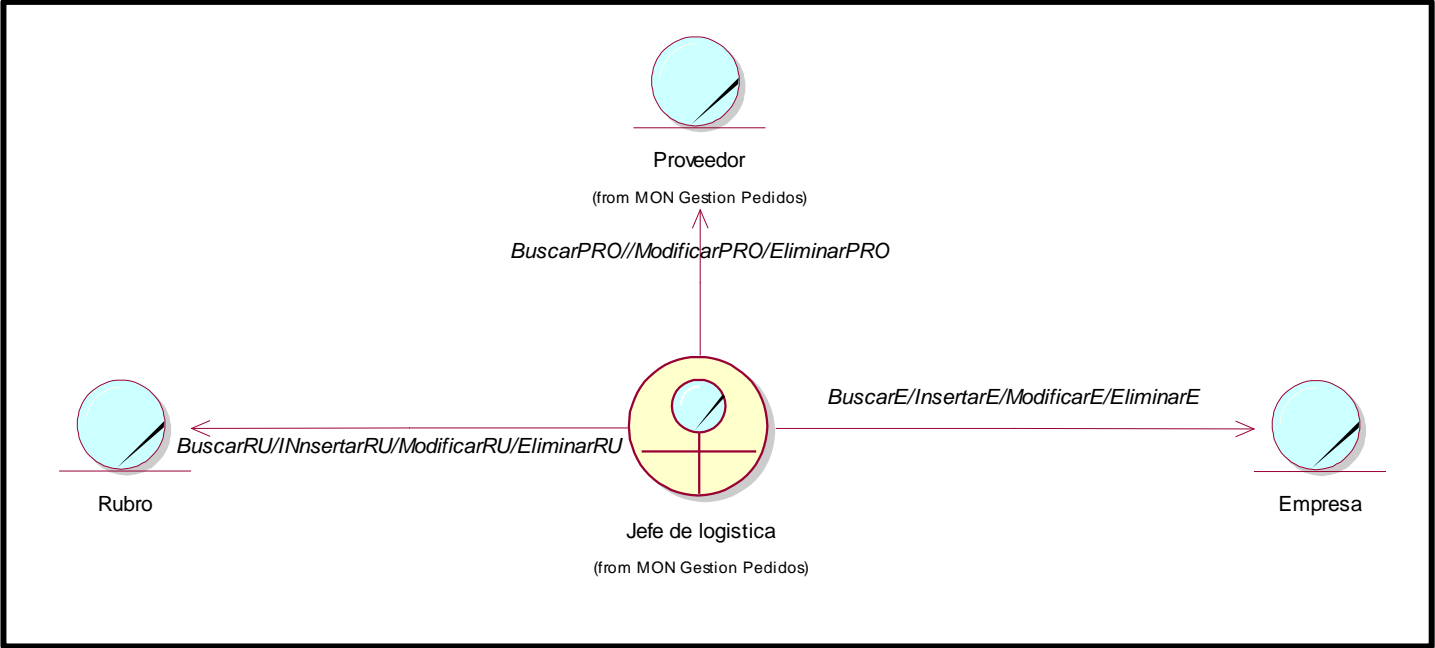 Proveedor
(from MON Gestion Pedidos)
BuscarPRO//ModificarPRO/EliminarPRO
BuscarE/InsertarE/ModificarE/EliminarE
BuscarRU/INnsertarRU/ModificarRU/EliminarRU
Rubro
Empresa
Jefe de logistica
(from MON Gestion Pedidos)